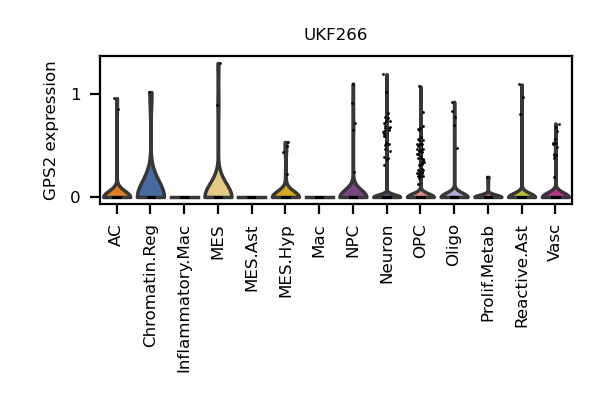 UKF266
GPS2 expression
1
0
AC
Chromatin.Reg
Inflammatory.Mac
MES
MES.Ast
MES.Hyp
Mac
NPC
Neuron
OPC
Oligo
Prolif.Metab
Reactive.Ast
Vasc